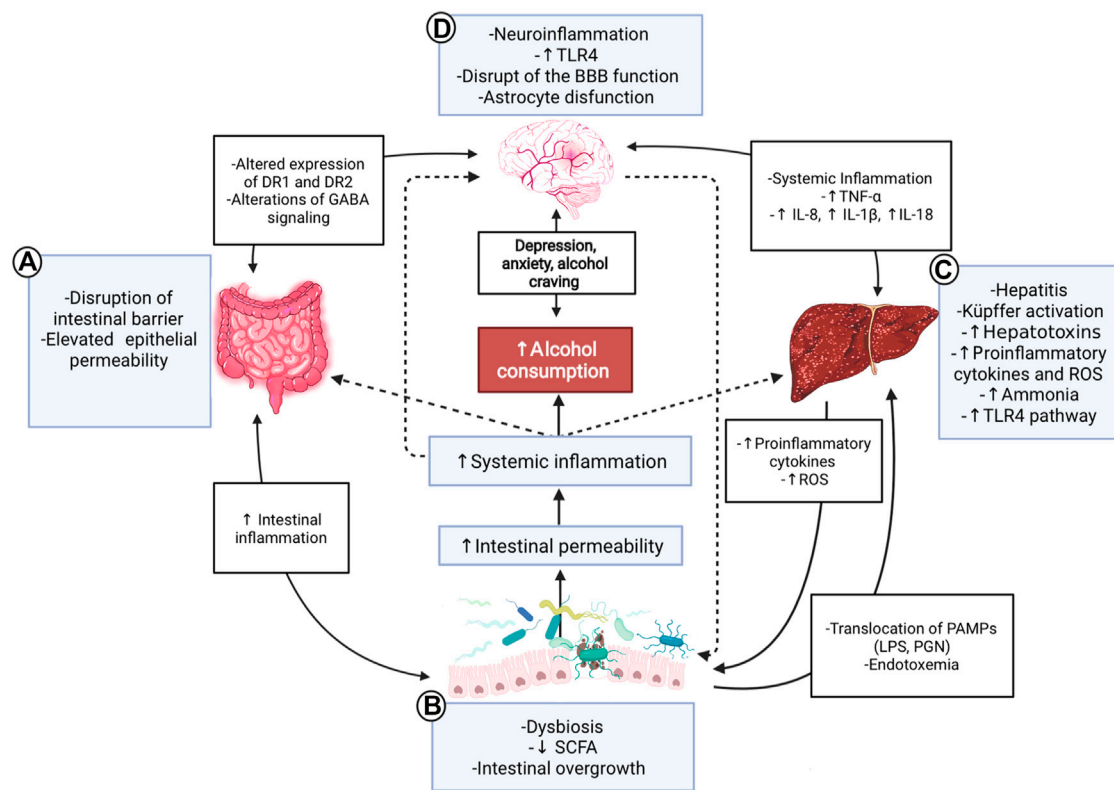 D
-Neuroinflammation
-↑TLR4
-Disrupt of the BBB function
-Astrocyte disfunction
-Altered expression
of DR1 and DR2
-Alterations of GABA
signaling
-Systemic Inflammation
-↑TNF-α
-↑ IL-8, ↑ IL-1β, ↑IL-18
Depression,
anxiety, alcohol
craving
A
-Disruption of
intestinal barrier
-Elevated epithelial
permeability
C
-Hepatitis
-Küpffer activation
-↑Hepatotoxins
-↑Proinflammatory
cytokines and ROS
-↑Ammonia
-↑TLR4 pathway
↑Alcohol
consumption
↑Systemic inflammation
-↑Proinflammatory
cytokines
-↑ROS
↑ Intestinal
inflammation
↑Intestinal permeability
-Translocation of PAMPs
(LPS, PGN)
-Endotoxemia
B
-Dysbiosis
-↓ SCFA
-Intestinal overgrowth